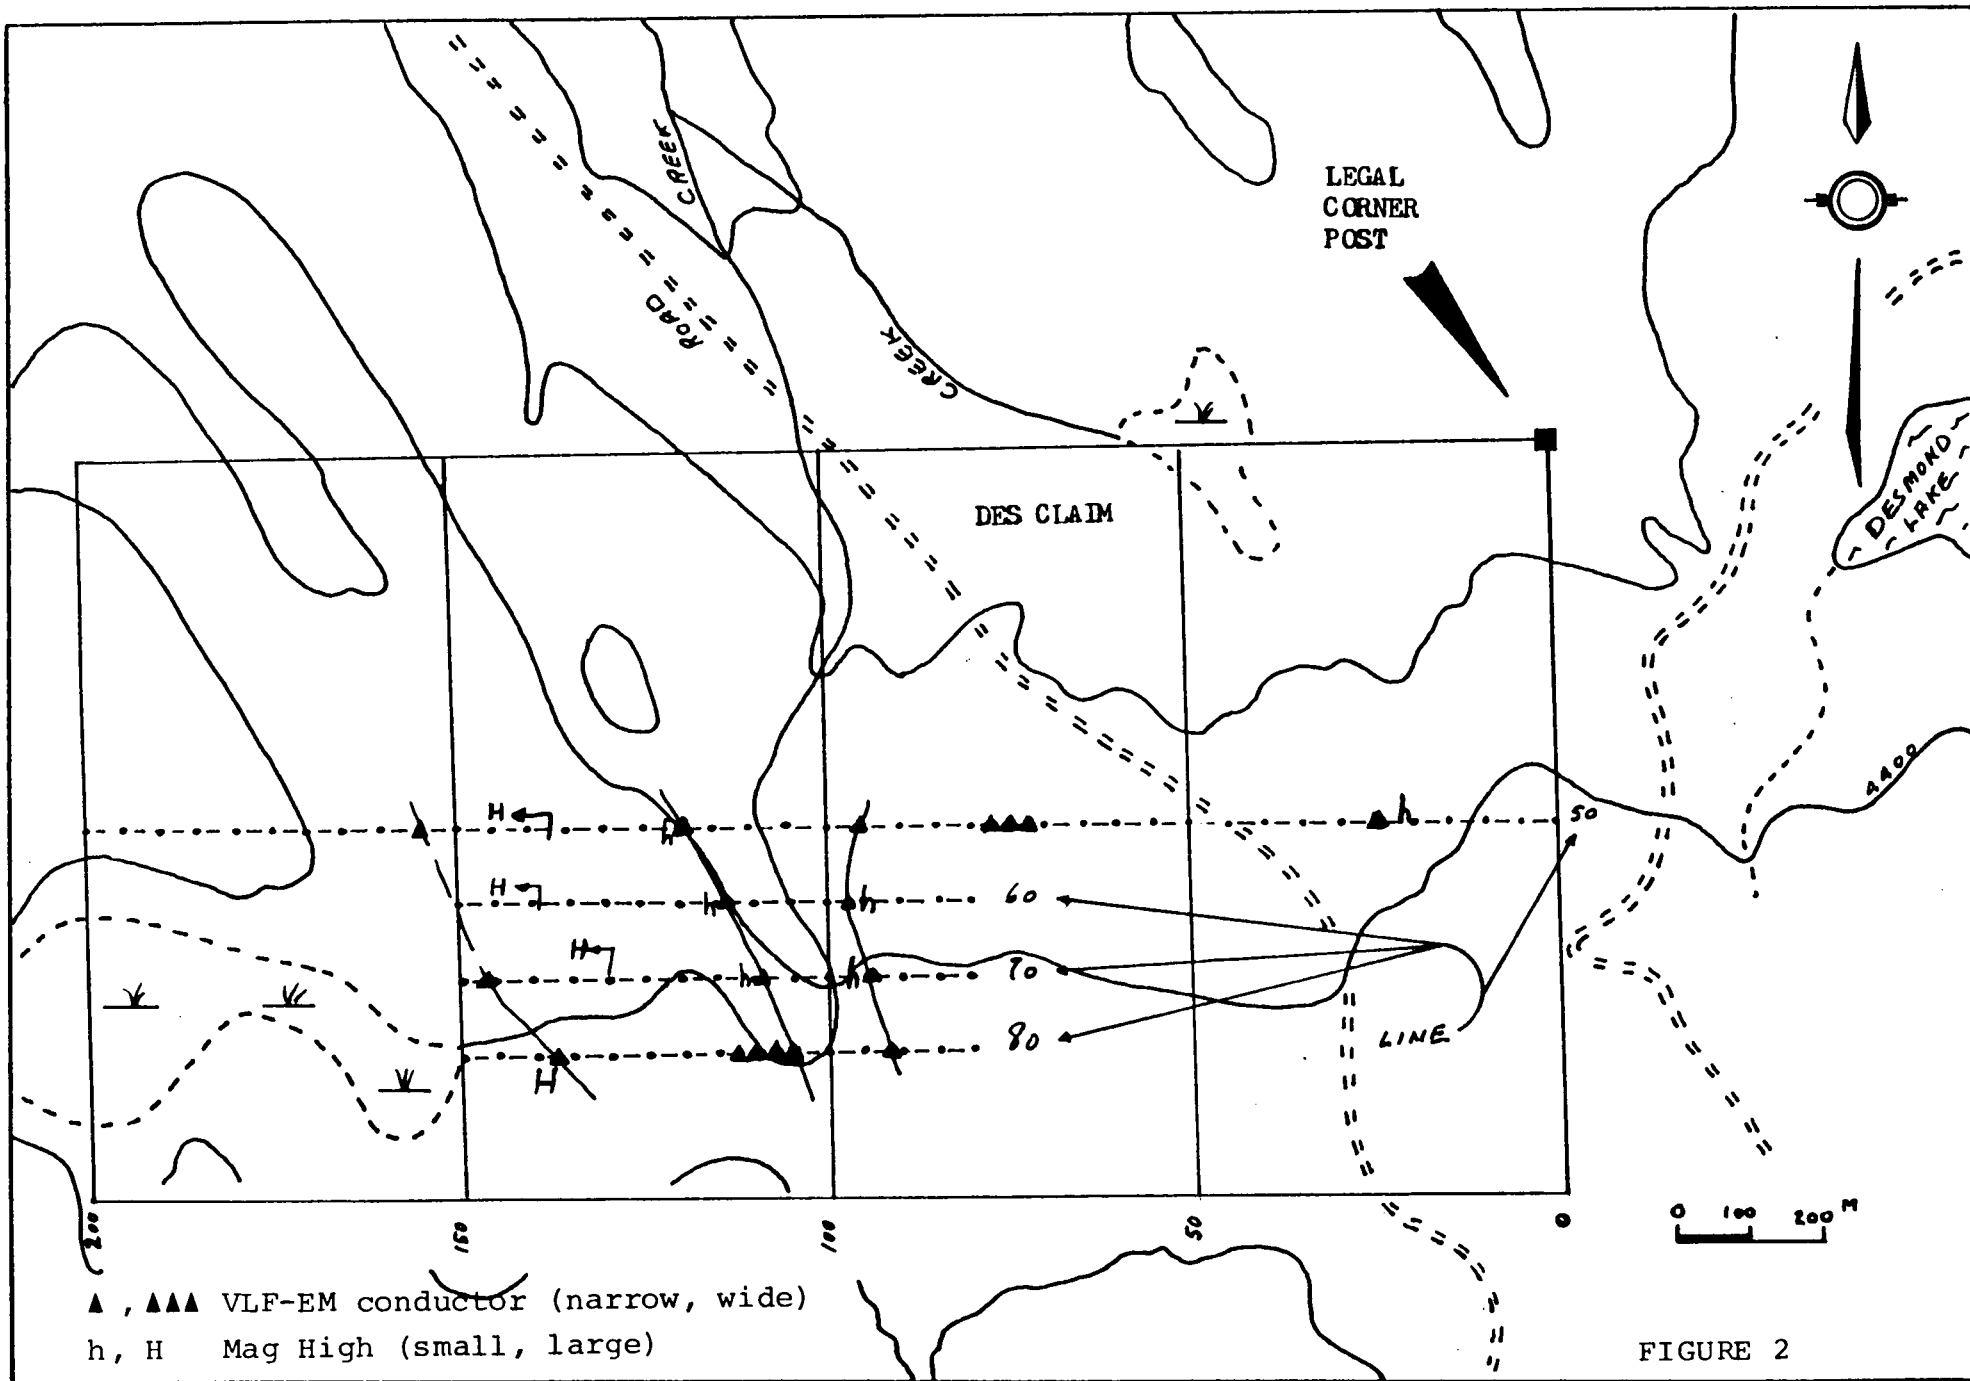 LEGAL
CORNER
POST
CREEK
ROAD
CREEK
DESMOND
LAKE
DES CLAIM
4400
H
h
h
50
H
h
h
60
H
h
h
70
H
80
LINE
200
150
100
50
0
0 100 200 M
▲ , ▲▲▲ VLF-EM conductor (narrow, wide)
h, H Mag High (small, large)
FIGURE 2